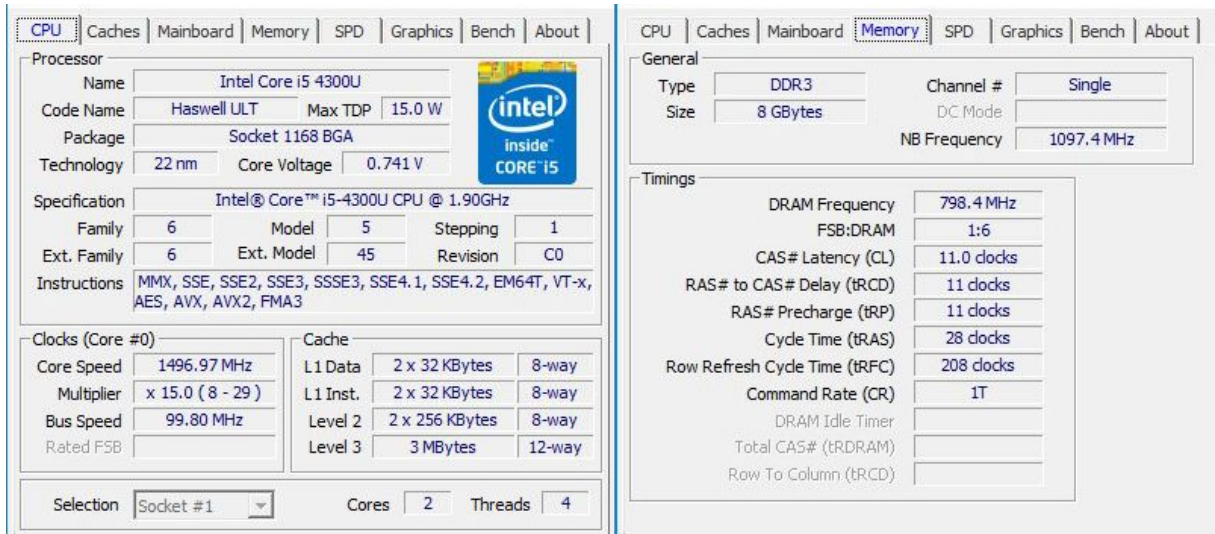 CPU Caches Mainboard Memory SPD Graphics Bench About
Processor
Name Intel Core i5 4300U
Code Name Haswell ULT Max TDP 15.0 W
Package Socket 1168 BGA
Technology 22 nm Core Voltage 0.741 V
(intel)
inside™
CORE™i5
Specification Intel® Core™ i5-4300U CPU @ 1.90GHz
Family 6 Model 5 Stepping 1
Ext. Family 6 Ext. Model 45 Revision C0
Instructions MMX, SSE, SSE2, SSE3, SSSE3, SSE4.1, SSE4.2, EM64T, VT-x,
AES, AVX, AVX2, FMA3
Clocks (Core #0)
Core Speed 1496.97 MHz
Multiplier x 15.0 ( 8 - 29 )
Bus Speed 99.80 MHz
Rated FSB
Cache
L1 Data 2 x 32 KBytes 8-way
L1 Inst. 2 x 32 KBytes 8-way
Level 2 2 x 256 KBytes 8-way
Level 3 3 MBytes 12-way
Selection Socket #1 Cores 2 Threads 4
CPU Caches Mainboard Memory SPD Graphics Bench About
General
Type DDR3 Channel # Single
Size 8 GBytes DC Mode
NB Frequency 1097.4 MHz
Timings
DRAM Frequency 798.4 MHz
FSB:DRAM 1:6
CAS# Latency (CL) 11.0 clocks
RAS# to CAS# Delay (tRCD) 11 clocks
RAS# Precharge (tRP) 11 clocks
Cycle Time (tRAS) 28 clocks
Row Refresh Cycle Time (tRFC) 208 clocks
Command Rate (CR) 1T
DRAM Idle Timer
Total CAS# (tRDRAM)
Row To Column (tRCD)